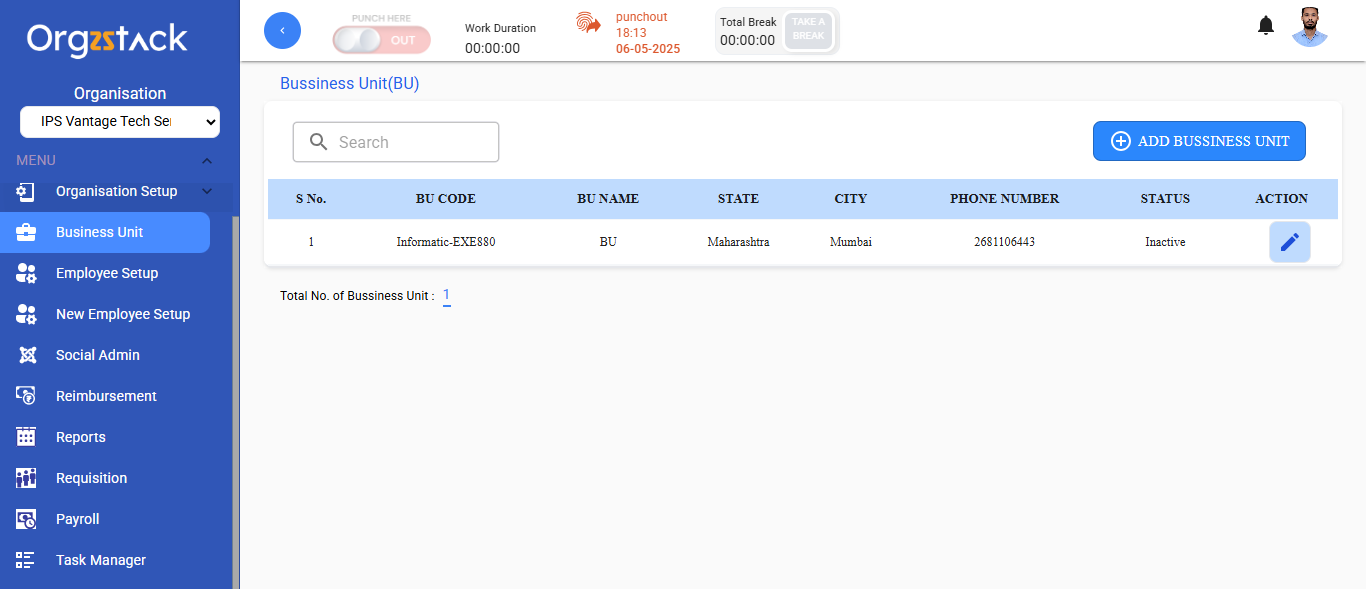 Orgzstack
Organisation
IPS Vantage Tech Ser
MENU
Organisation Setup
Business Unit
Employee Setup
New Employee Setup
Social Admin
Reimbursement
Reports
Requisition
Payroll
Task Manager
PUNCH HERE
OUT
Work Duration
00:00:00
punchout
18:13
06-05-2025
Total Break
00:00:00
TAKE A
BREAK
Bussiness Unit(BU)
Search
ADD BUSSINESS UNIT
S No. BU CODE BU NAME STATE CITY PHONE NUMBER STATUS ACTION
1 Informatic-EXE880 BU Maharashtra Mumbai 2681106443 Inactive
Total No. of Bussiness Unit : 1